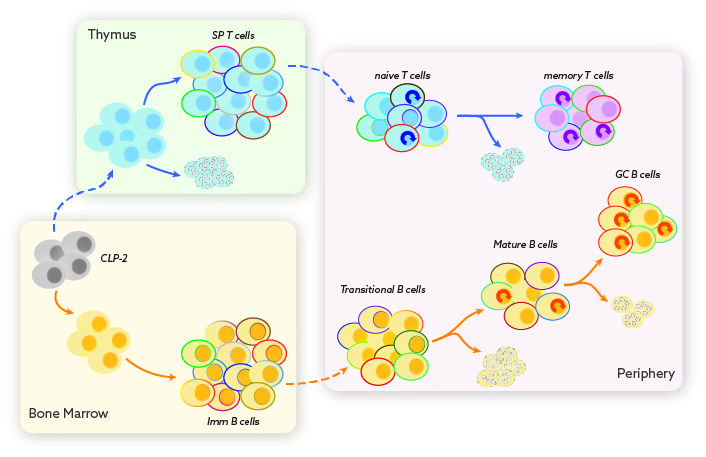 Thymus
SP T cells
naive T cells
memory T cells
GC B cells
CLP-2
Mature B cells
Transitional B cells
Imm B cells
Bone Marrow
Periphery